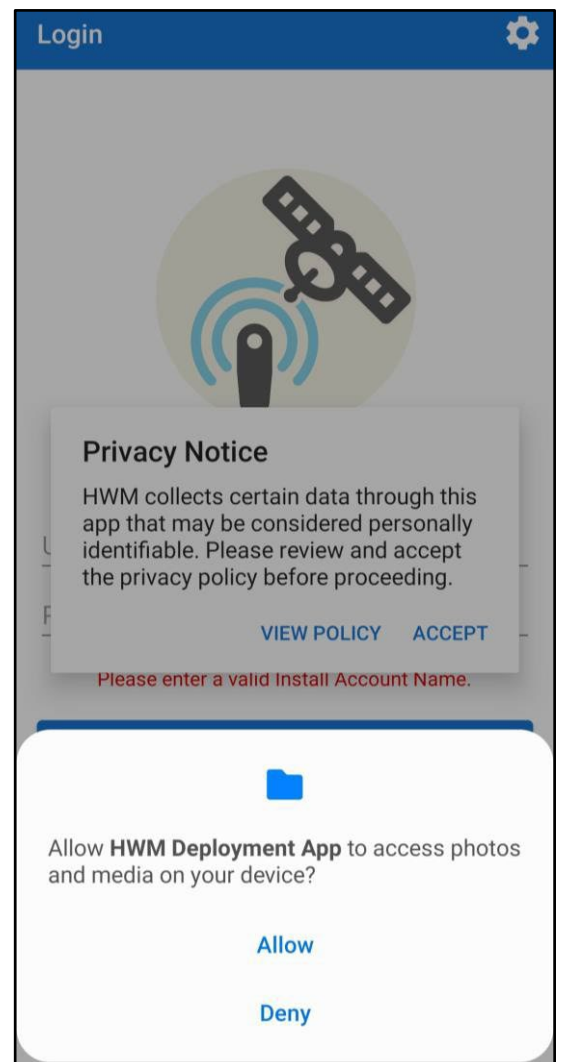 Login
Privacy Notice
HWM collects certain data through this
app that may be considered personally
identifiable. Please review and accept
the privacy policy before proceeding.
VIEW POLICY ACCEPT
Please enter a valid Install Account Name.
Allow HWM Deployment App to access photos
and media on your device?
Allow
Deny